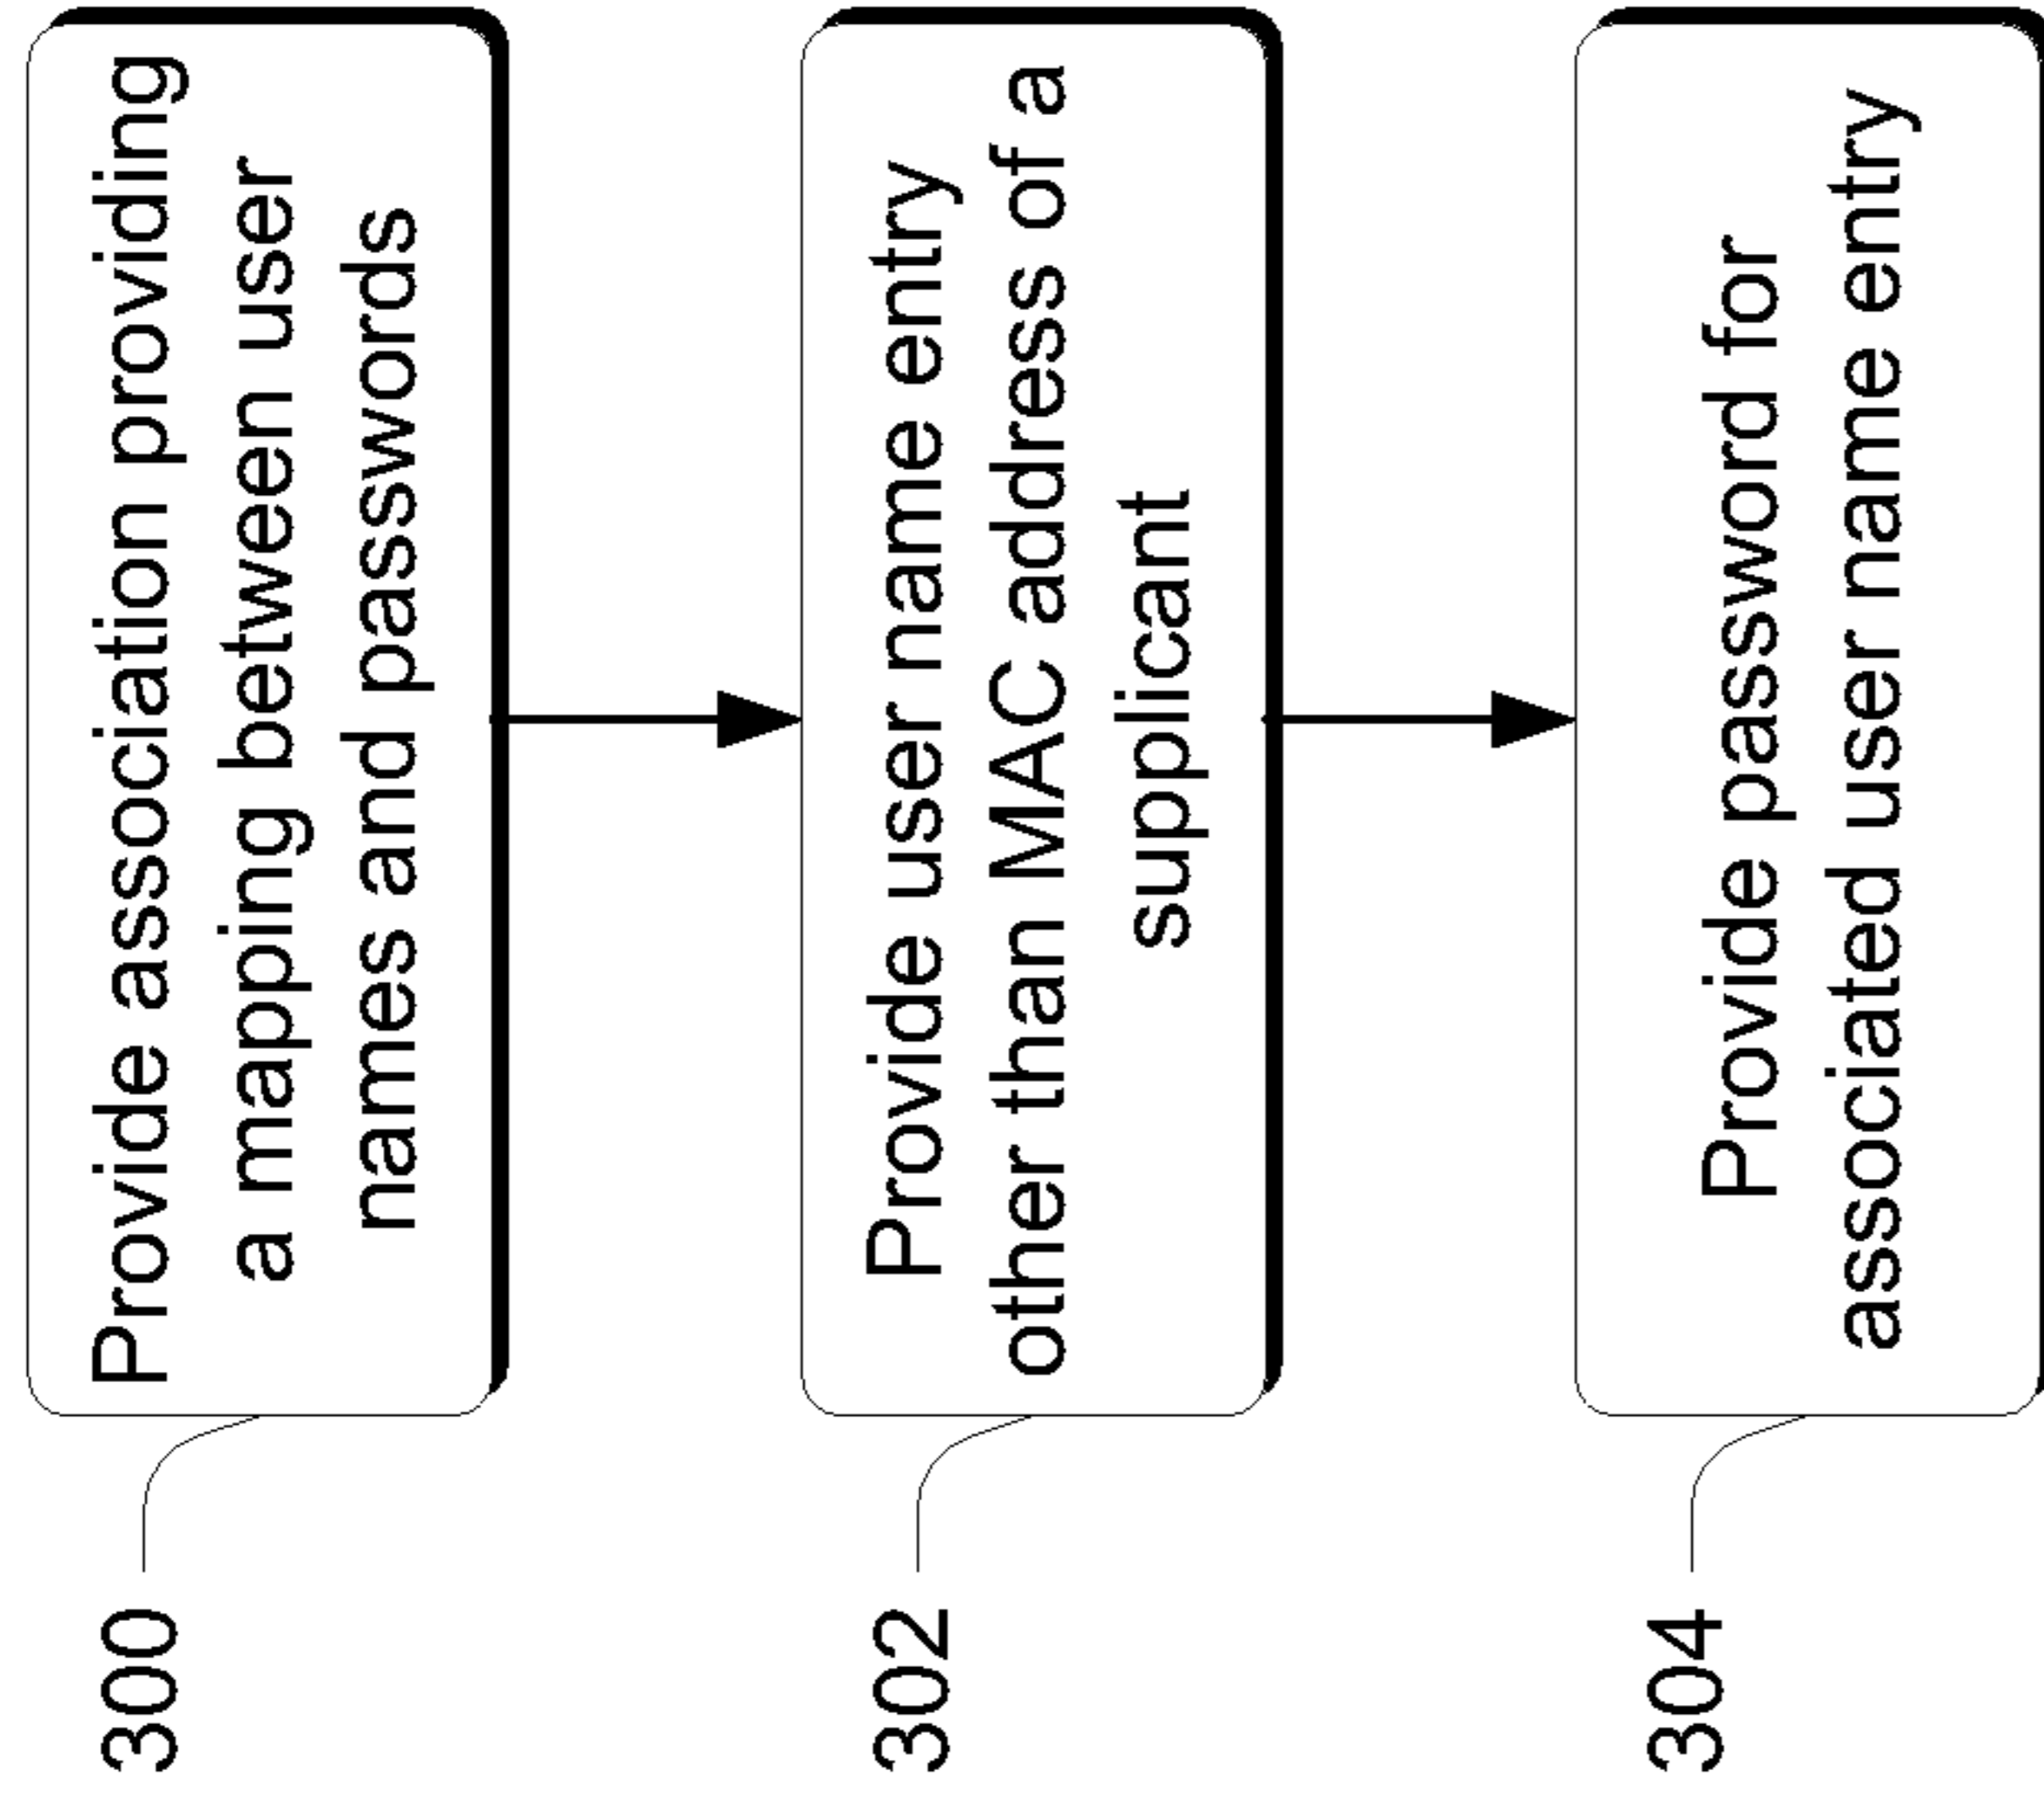 300
Provide association providing
a mapping between user
names and passwords
302
Provide user name entry
other than MAC address of a
supplicant
304
Provide password for
associated user name entry